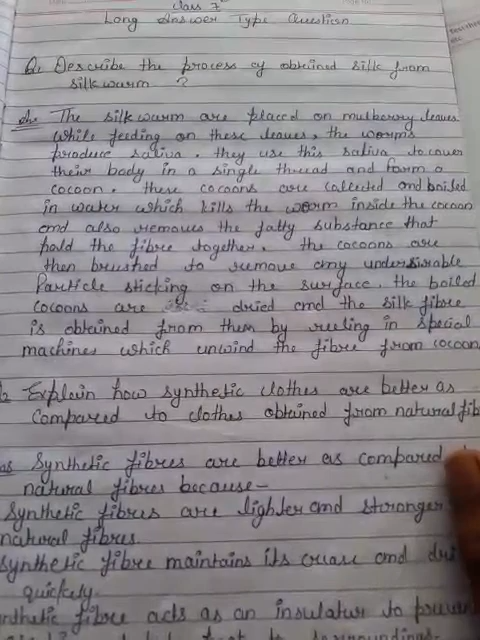 Class 7
Long Answer Type Question
Q. Describe the process of obtained silk from
silkwarm ?
Ans The silkwarm are placed on mulberry leaves.
While feeding on these leaves, the worms
produce saliva. they use this saliva to cover
their body in a single thread and form a
cocoon. these cocoons are collected and boiled
in water which kills the worm inside the cocoon
and also removes the fatty substance that
hold the fibre together. the cocoons are
then brushed to remove any undersirable
Particle sticking on the surface. the boiled
cocoons are dried and the silk fibre
is obtained from them by reeling in special
machines which unwind the fibre from cocoon
Explain how synthetic clothes are better as
Compared to clothes obtained from natural fib
Synthetic fibres are better as compared
natural fibres because-
Synthetic fibres are lighter and stronger
natural fibres.
synthetic fibre maintains its crease and
quickly.
nthetic fibre acts as an insulator to preven